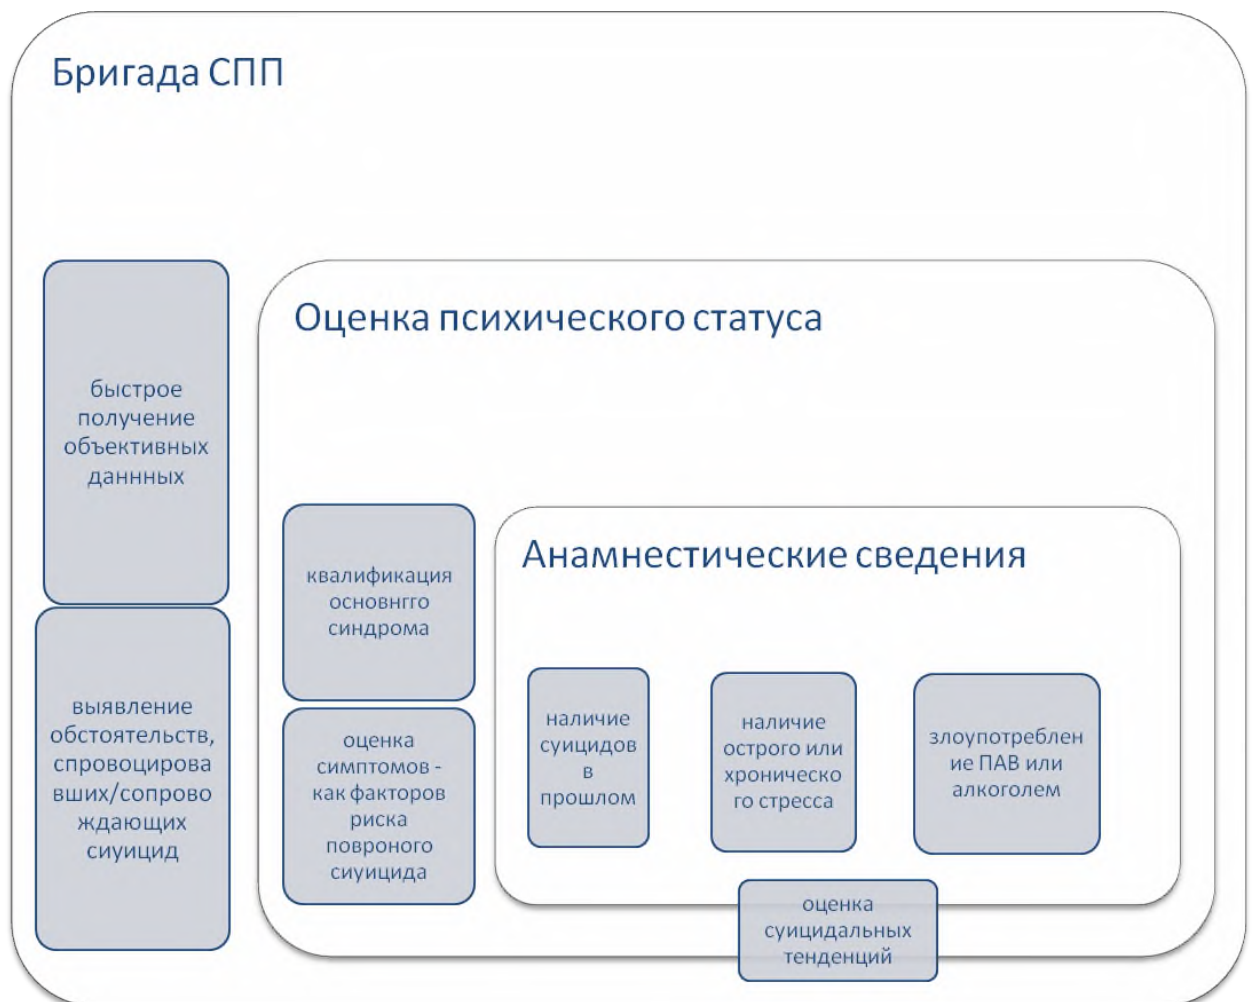 Бригада СПП
быстрое
получение
объективных
даннных
выявление
обстоятельств,
спровоцирова
вших/сопрово
ждающих
сиуицид
Оценка психического статуса
квалификация
основнгго
синдрома
оценка
симптомов -
как факторов
риска
повроного
сиуицида
Анамнестические сведения
наличие
суицидов
в
прошлом
наличие
острого или
хроническо
го стресса
злоупотреблен
ие ПАВ или
алкоголем
оценка
суицидальных
тенденций